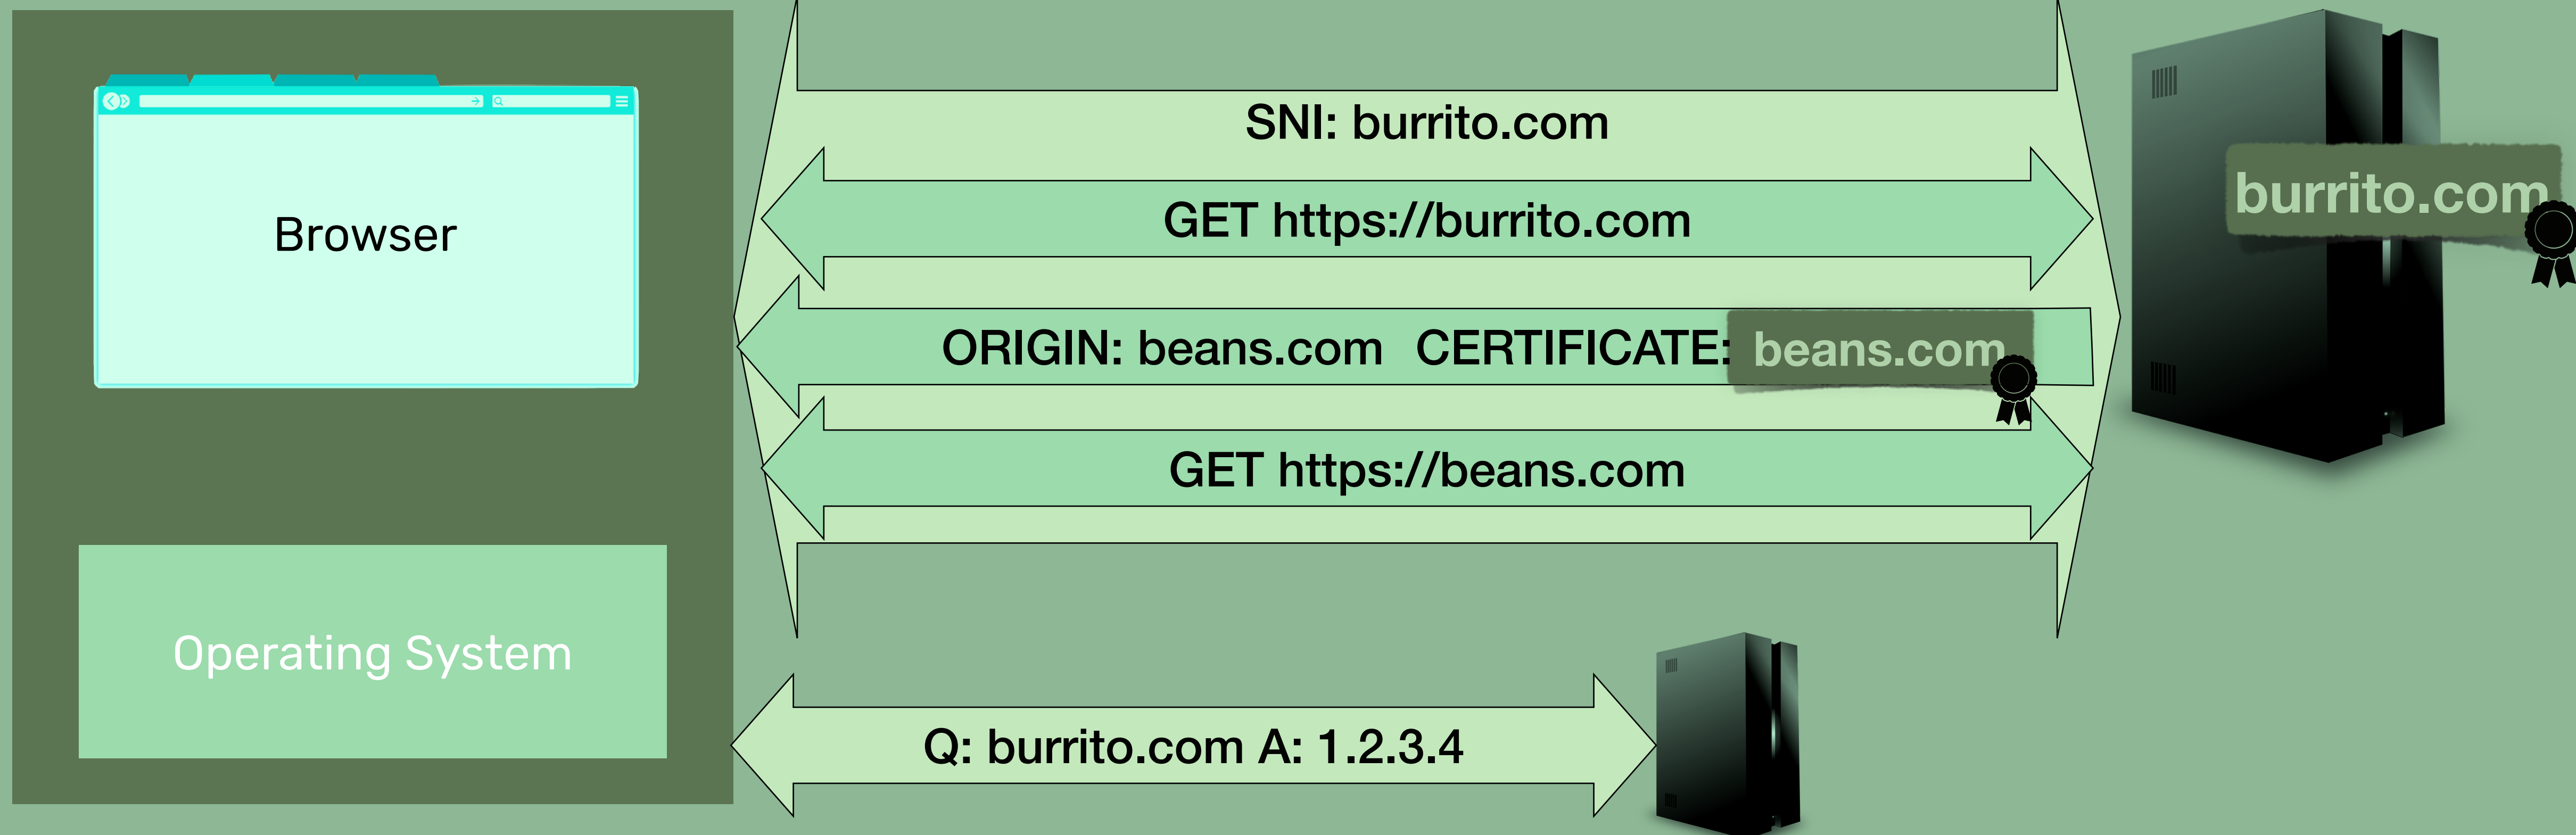 Browser
Operating System
SNI: burrito.com
GET https://burrito.com
ORIGIN: beans.com CERTIFICATE: beans.com
GET https://beans.com
Q: burrito.com A: 1.2.3.4
burrito.com